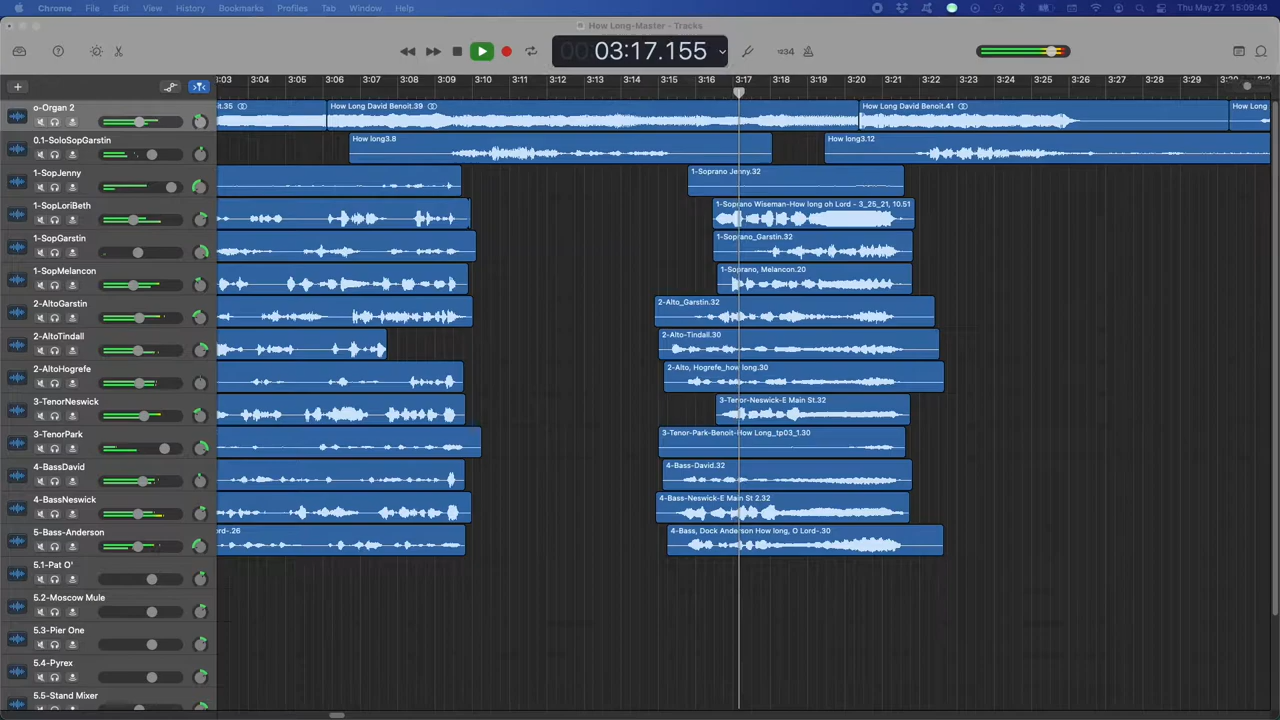 Chrome File Edit View History Bookmarks Profiles Tab Window Help Thu May 27 15:09:43
How Long-Master - Tracks
03:17.155
1234
3:03 3:04 3:05 3:06 3:07 3:08 3:09 3:10 3:11 3:12 3:13 3:14 3:15 3:16 3:17 3:18 3:19 3:20 3:21 3:22 3:23 3:24 3:25 3:26 3:27 3:28 3:29
o-Organ 2
it.35 How Long David Benoit.39 How Long David Benoit.41 How Long
0.1-SoloSopGarstin
How long3.8 How long3.12
1-SopJenny
1-Soprano Jenny.32
1-SopLoriBeth
1-Soprano Wiseman-How long oh Lord - 3_25_21, 10.51
1-SopGarstin
1-Soprano_Garstin.32
1-SopMelancon
1-Soprano, Melancon.20
2-AltoGarstin
2-Alto_Garstin.32
2-AltoTindall
2-Alto-Tindall.30
2-AltoHogrefe
2-Alto, Hogrefe_how long.30
3-TenorNeswick
3-Tenor-Neswick-E Main St.32
3-TenorPark
3-Tenor-Park-Benoit-How Long_tp03_1.30
4-BassDavid
4-Bass-David.32
4-BassNeswick
4-Bass-Neswick-E Main St 2.32
5-Bass-Anderson
rd-.26 4-Bass, Dock Anderson How long, O Lord-.30
5.1-Pat O'
5.2-Moscow Mule
5.3-Pier One
5.4-Pyrex
5.5-Stand Mixer